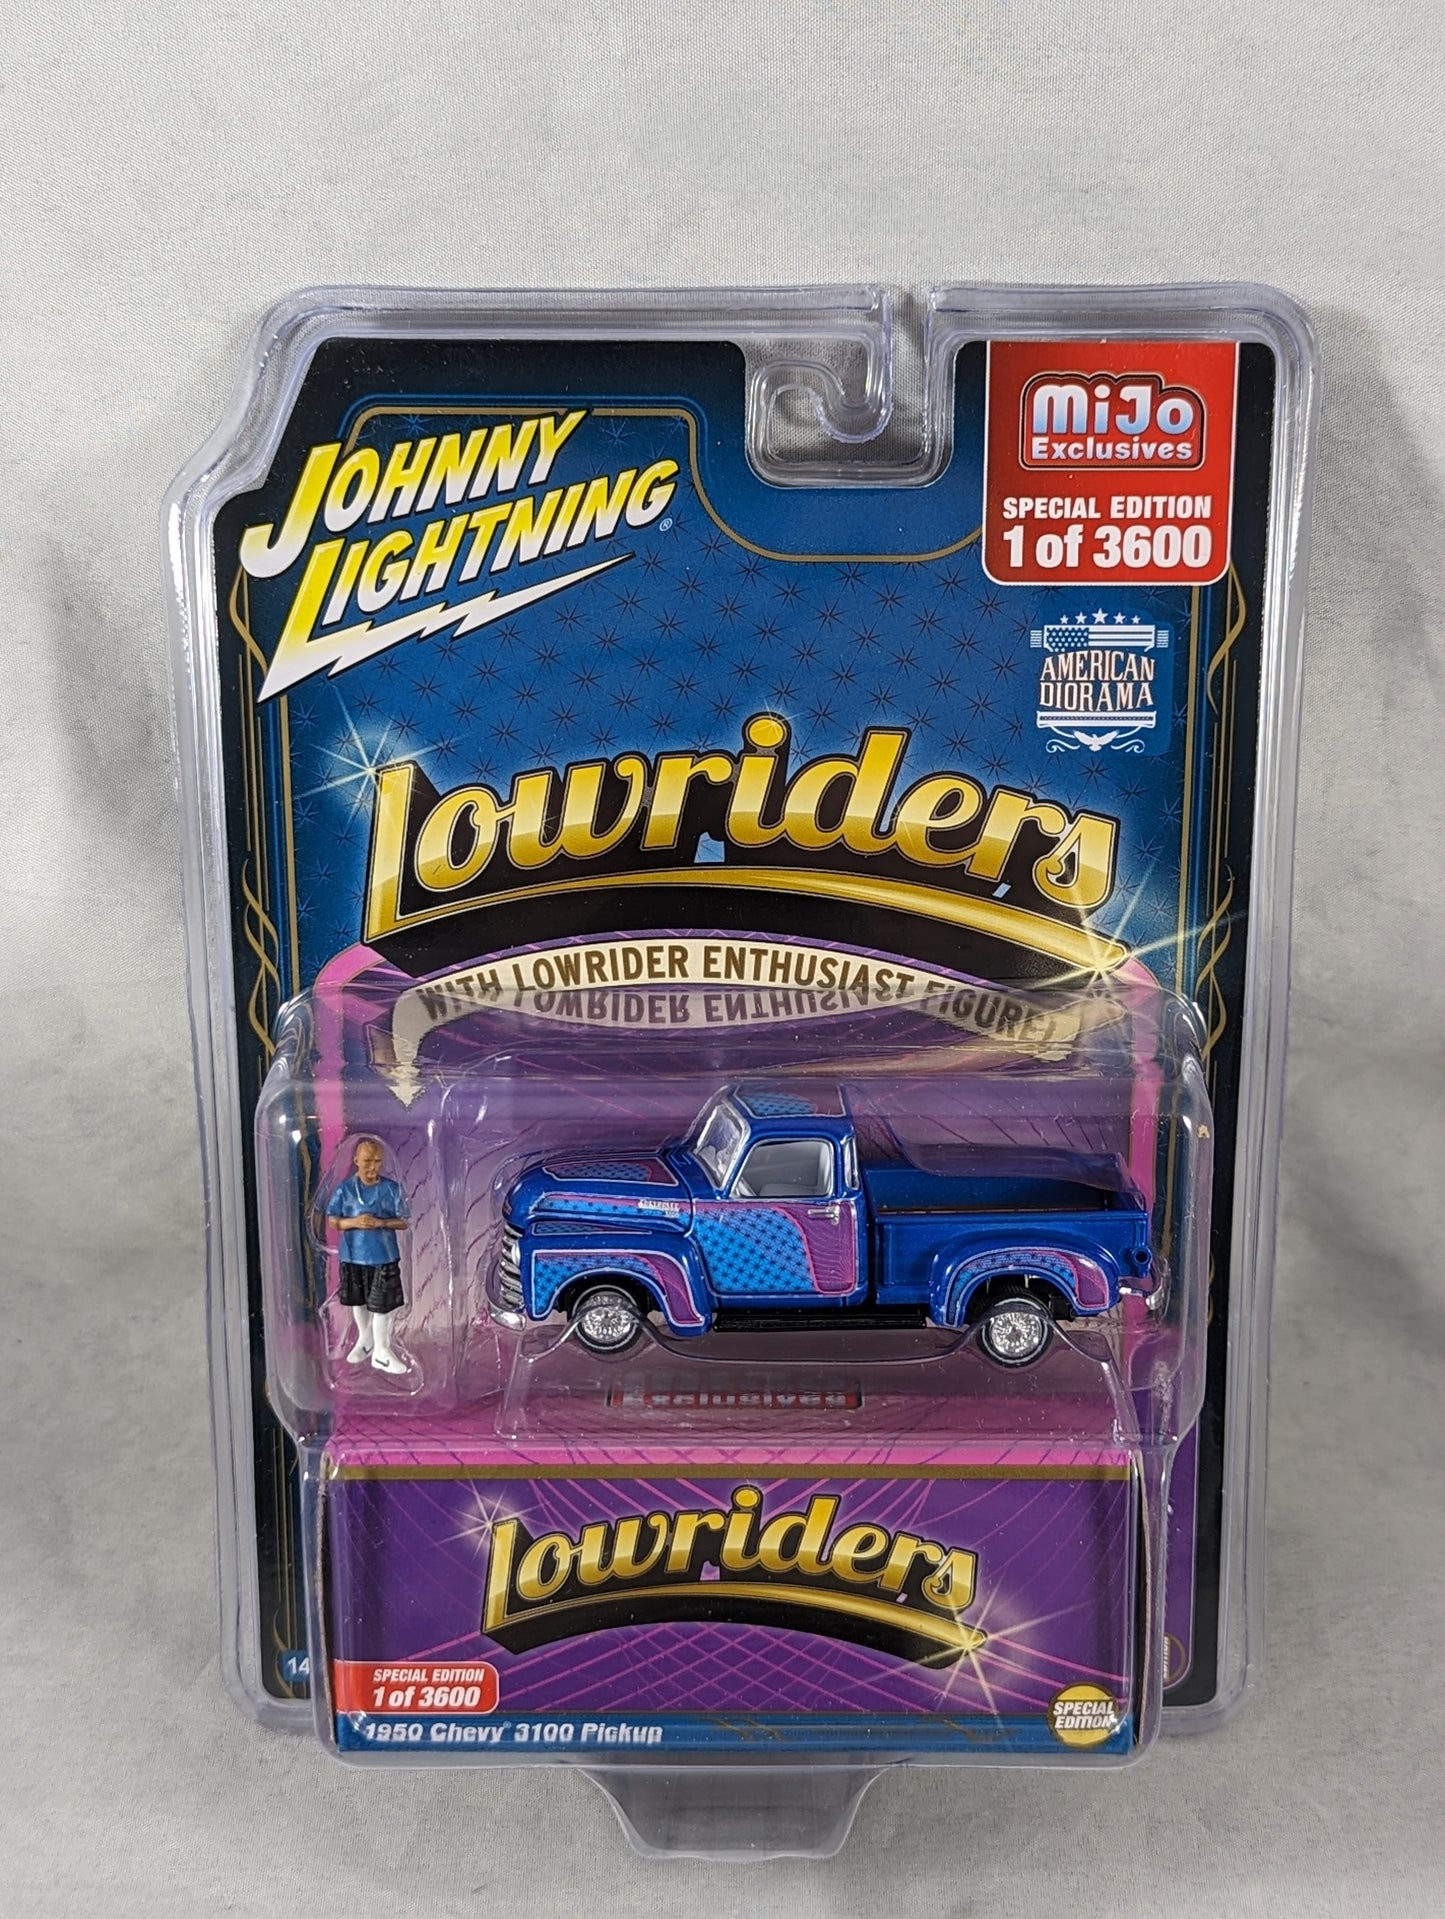 JOHNNY
LIGHTNING®
MiJo
Exclusives
SPECIAL EDITION
1 of 3600
AMERICAN
DIORAMA
Lowriders
WITH LOWRIDER ENTHUSIAST FIGURE!
Lowriders
14
SPECIAL EDITION
1 of 3600
1950 Chevy® 3100 Pickup
SPECIAL
EDITION